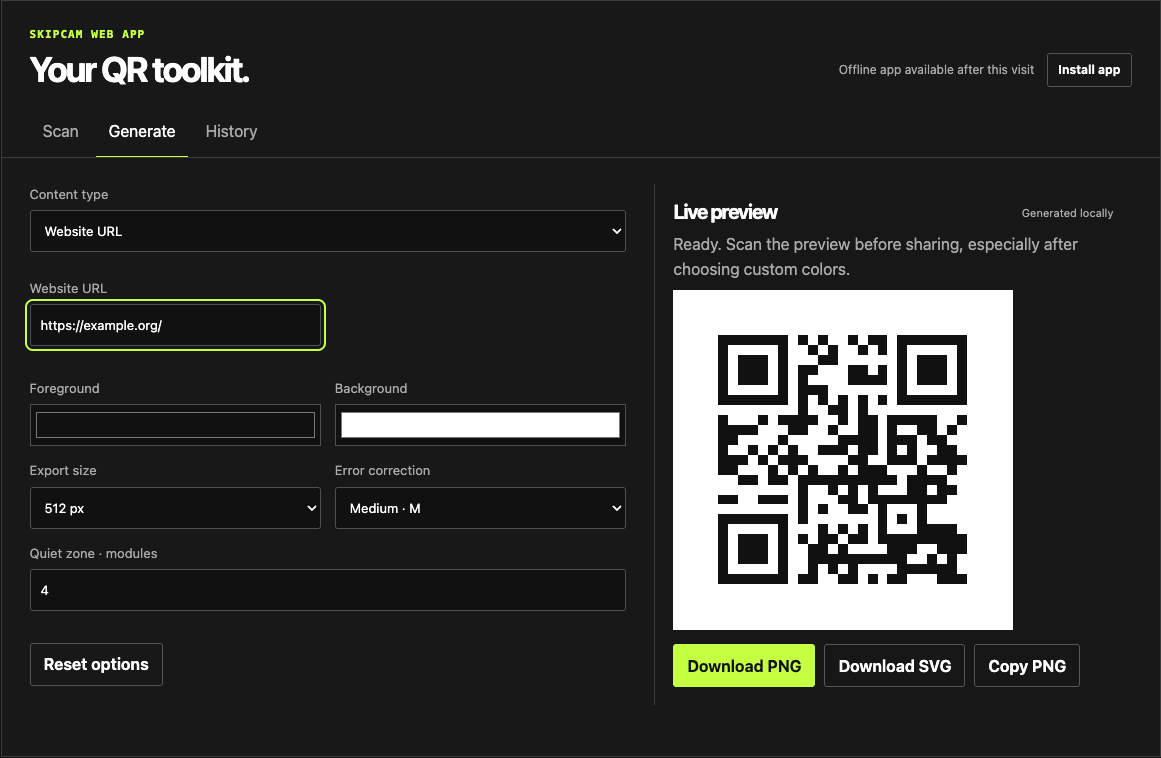 SKIPCAM WEB APP
Your QR toolkit.
Offline app available after this visit
Install app
Scan
Generate
History
Content type
Website URL
Website URL
https://example.org/
Foreground
Background
Export size
Error correction
512 px
Medium · M
Quiet zone · modules
4
Reset options
Live preview
Generated locally
Ready. Scan the preview before sharing, especially after
choosing custom colors.
Download PNG
Download SVG
Copy PNG